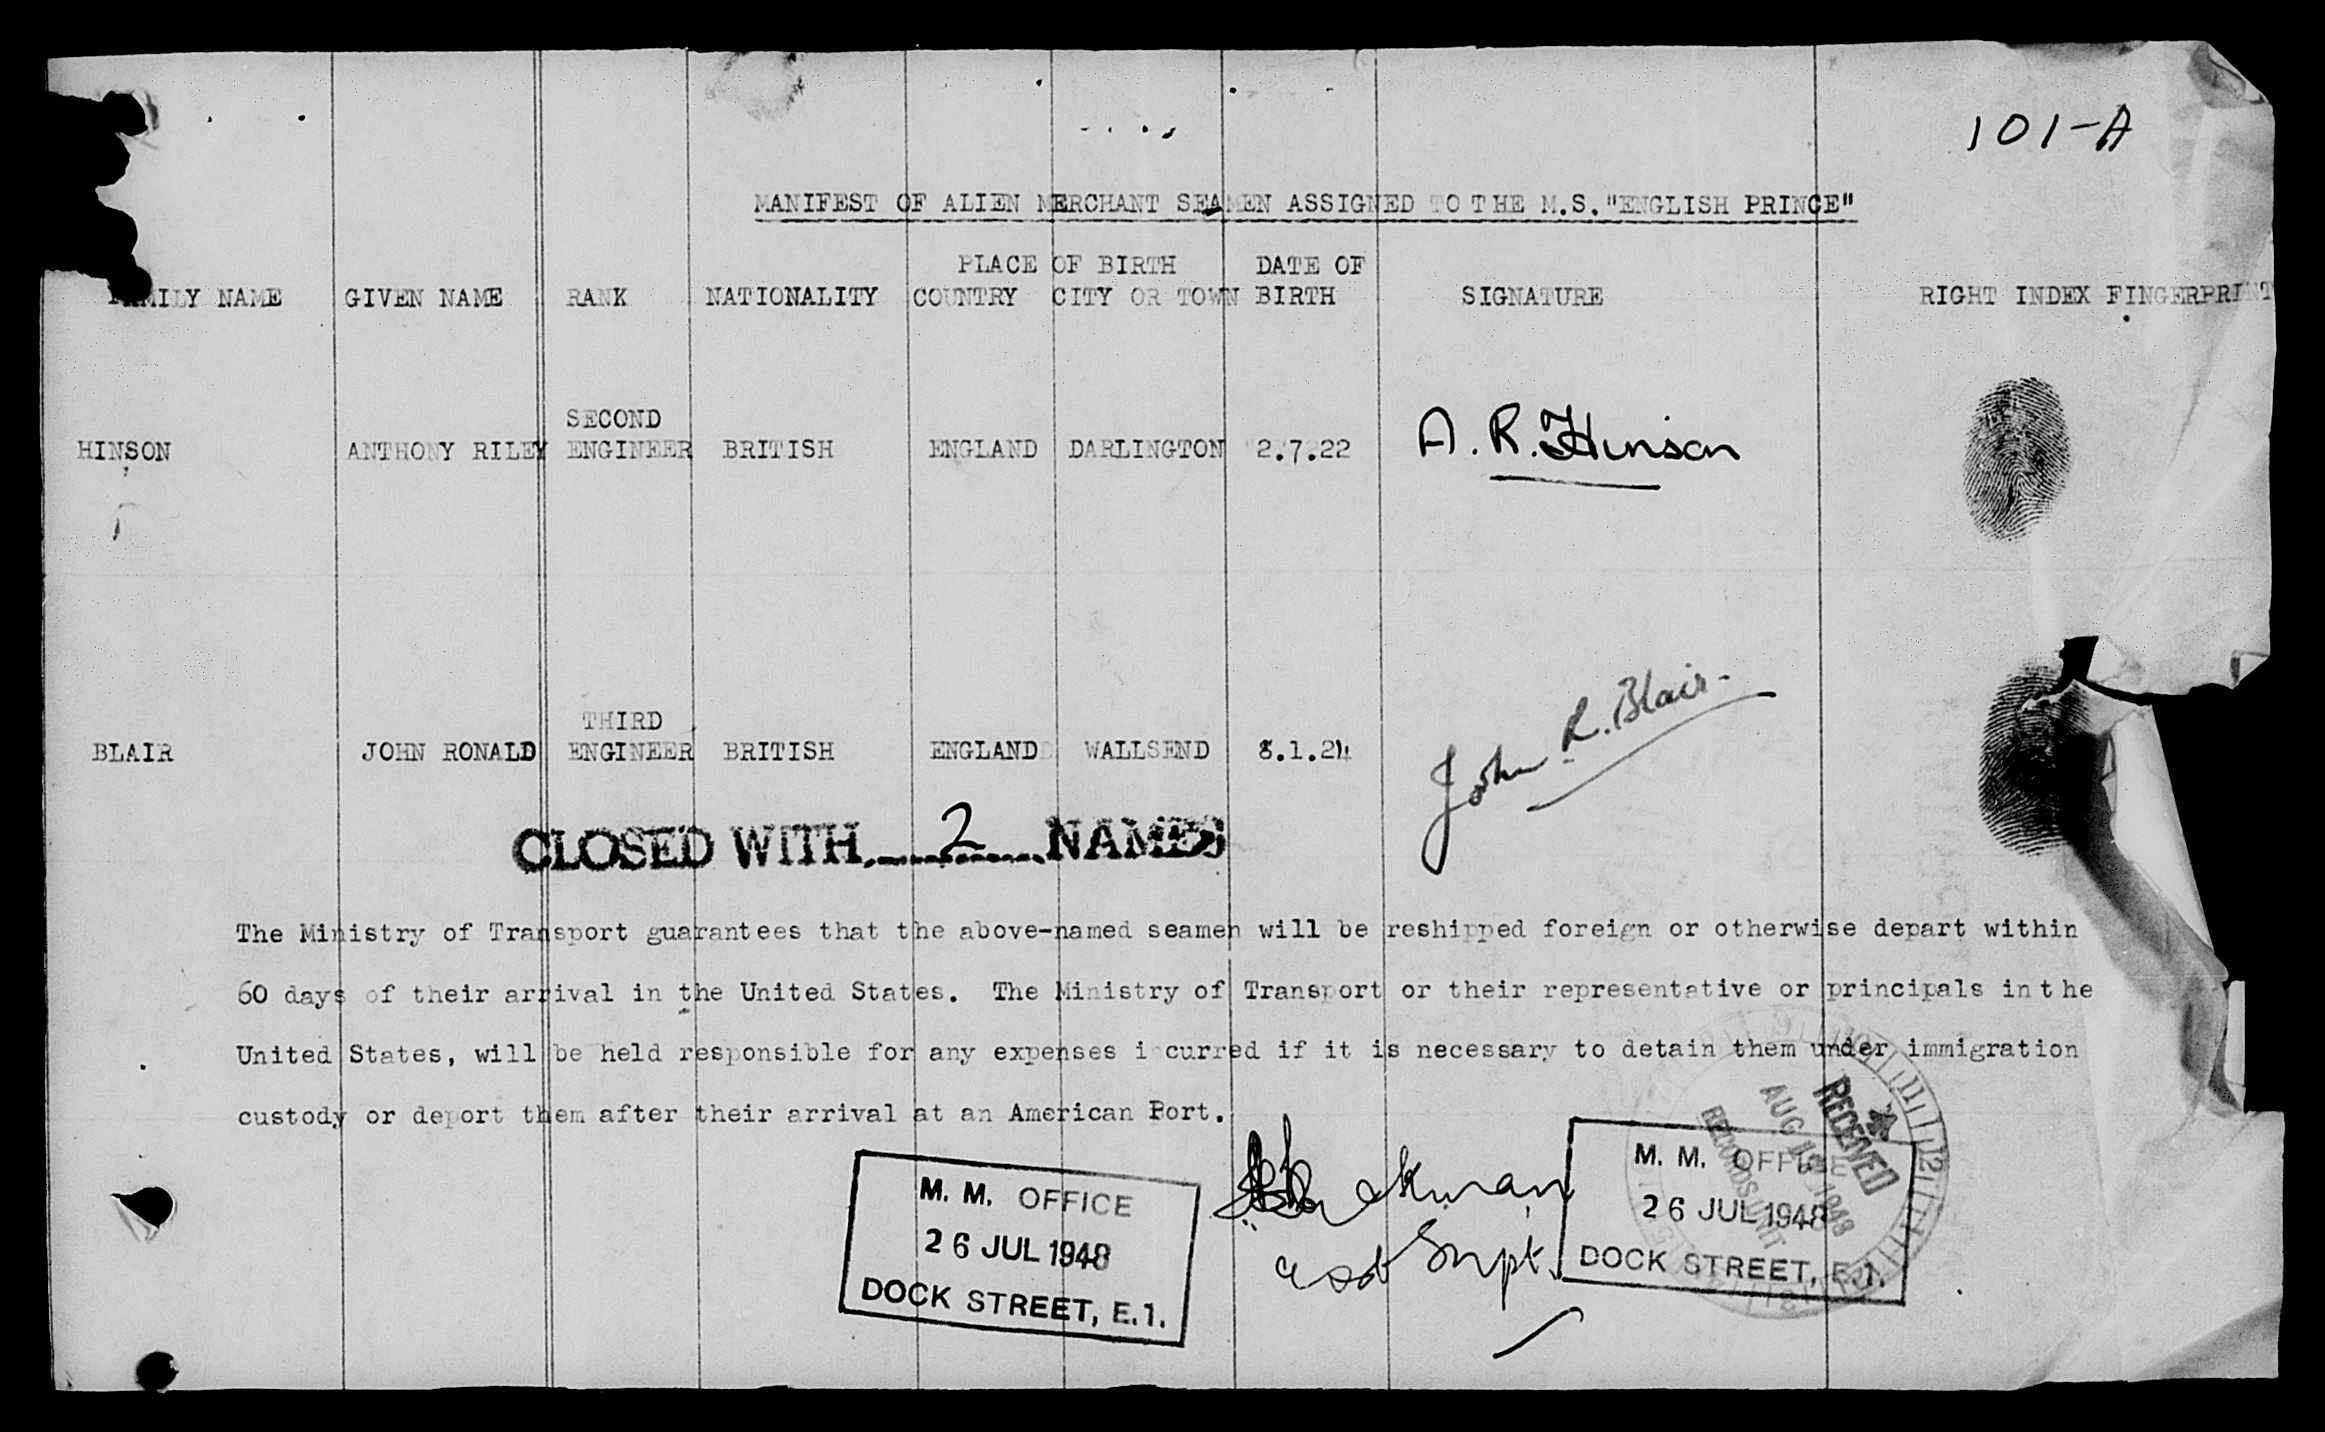 101-A
MANIFEST OF ALIEN MERCHANT SEAMEN ASSIGNED TO THE M.S. "ENGLISH PRINCE"
PLACE OF BIRTH DATE OF
FAMILY NAME GIVEN NAME RANK NATIONALITY COUNTRY CITY OR TOWN BIRTH SIGNATURE RIGHT INDEX FINGERPRINT
SECOND
HINSON ANTHONY RILEY ENGINEER BRITISH ENGLAND DARLINGTON 2.7.22 A. R. Hinson
THIRD
BLAIR JOHN RONALD ENGINEER BRITISH ENGLAND WALLSEND 8.1.24 John R. Blair
CLOSED WITH 2 NAMES
The Ministry of Transport guarantees that the above-named seamen will be reshipped foreign or otherwise depart within
60 days of their arrival in the United States. The Ministry of Transport or their representative or principals in the
United States, will be held responsible for any expenses incurred if it is necessary to detain them under immigration
custody or deport them after their arrival at an American Port.
M. M. OFFICE
26 JUL 1948
DOCK STREET, E.1.
Supt.
M. M. OFFICE
26 JUL 1948
DOCK STREET, E.1.
RECEIVED
AUG 1948
RECORDS UNIT